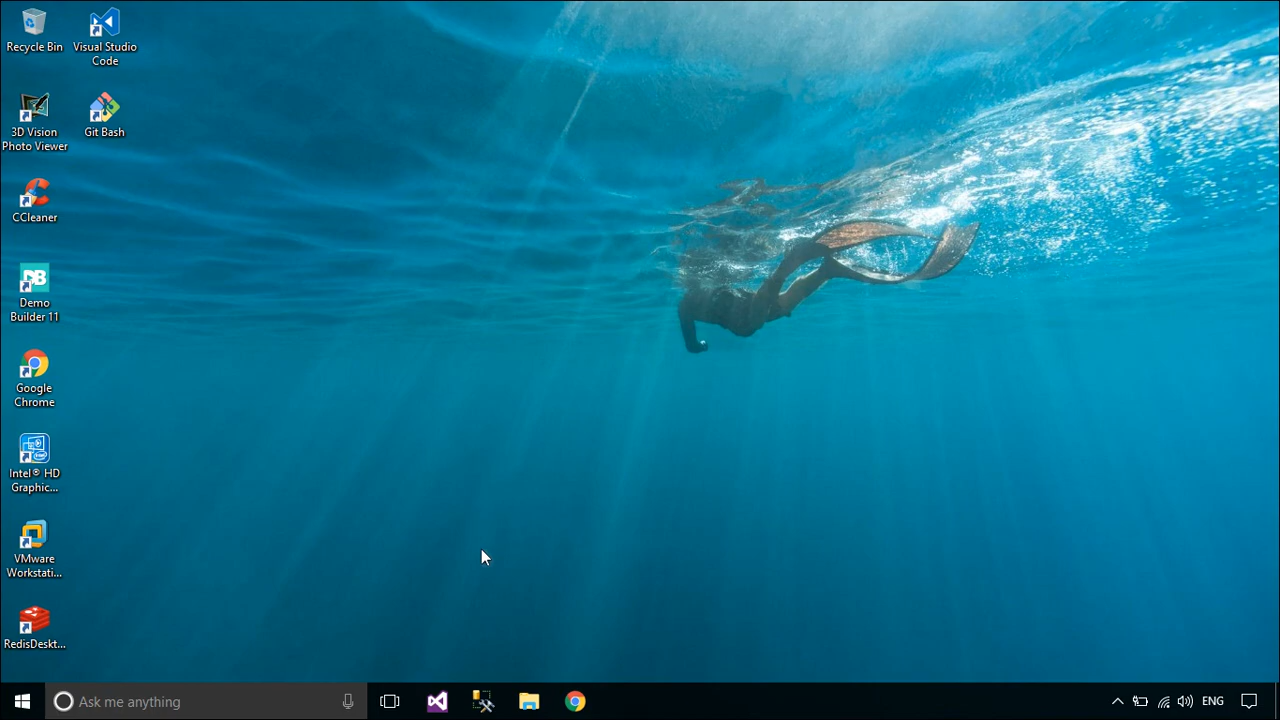 Recycle Bin
Visual Studio
Code
3D Vision
Photo Viewer
Git Bash
CCleaner
DB
Demo
Builder 11
Google
Chrome
Intel® HD
Graphic...
VMware
Workstati...
RedisDeskt...
Ask me anything
ENG